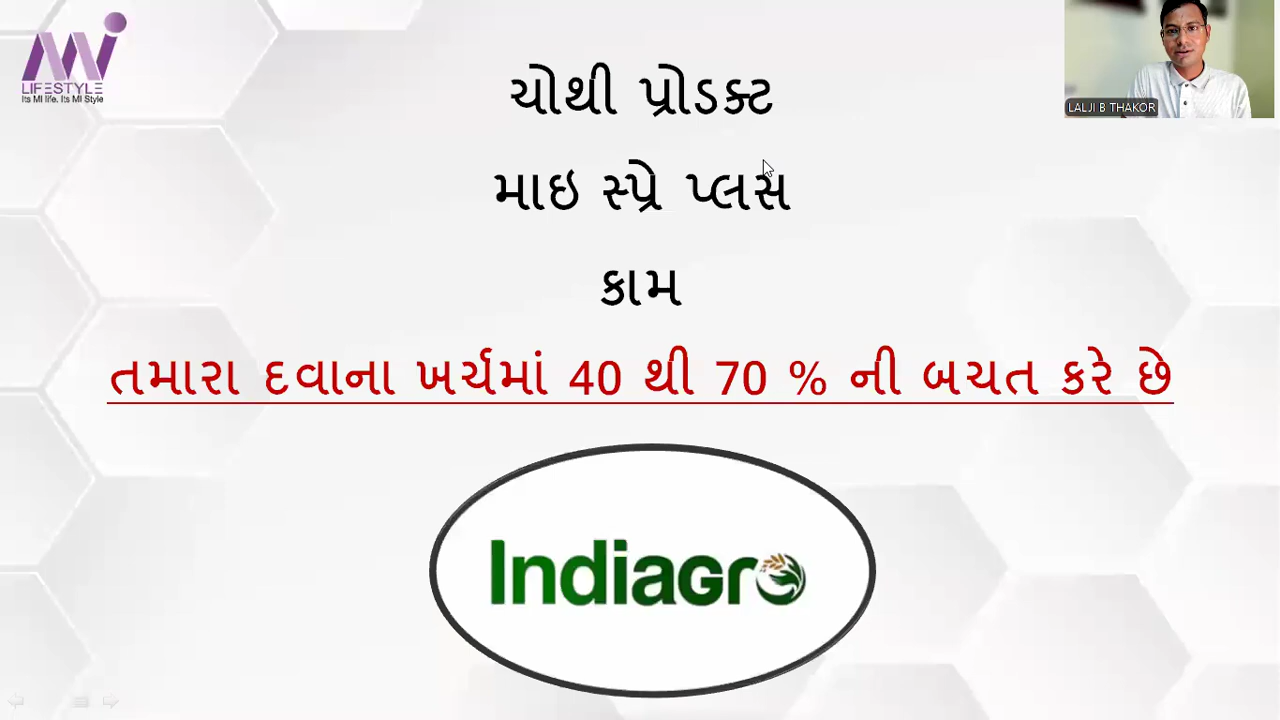 MI
LIFESTYLE
Its MI life. Its MI Style
LALJI B THAKOR
ચોથી પ્રોડક્ટ
માઇ સ્પ્રે પ્લસ
કામ
તમારા દવાના ખર્ચમાં 40 થી 70 % ની બચત કરે છે
Indiagro